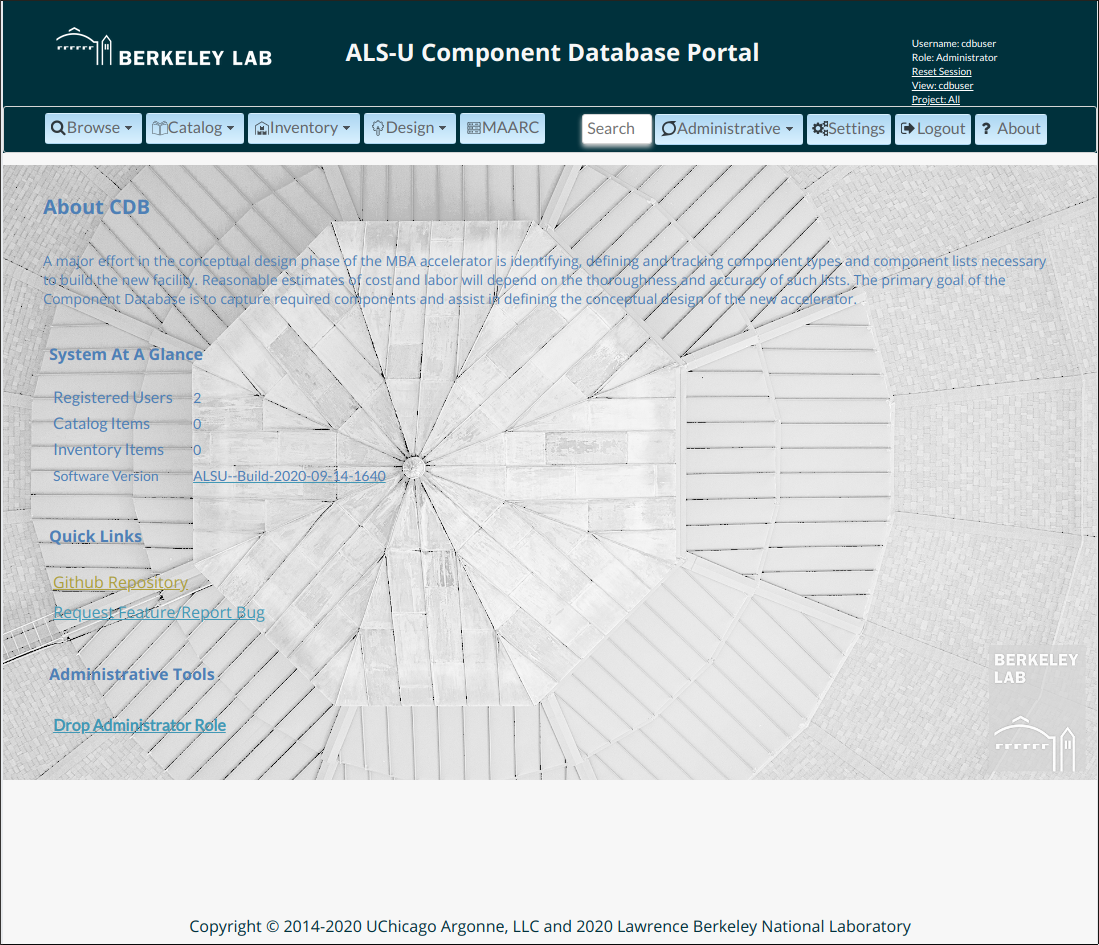 BERKELEY LAB
ALS-U Component Database Portal
Username: cdbuser
Role: Administrator
Reset Session
View: cdbuser
Project: All
Browse Catalog Inventory Design MAARC Search Administrative Settings Logout ? About
About CDB
A major effort in the conceptual design phase of the MBA accelerator is identifying, defining and tracking component types and component lists necessary
to build the new facility. Reasonable estimates of cost and labor will depend on the thoroughness and accuracy of such lists. The primary goal of the
Component Database is to capture required components and assist in defining the conceptual design of the new accelerator.
System At A Glance
Registered Users 2
Catalog Items 0
Inventory Items 0
Software Version ALSU--Build-2020-09-14-1640
Quick Links
Github Repository
Request Feature/Report Bug
Administrative Tools
Drop Administrator Role
BERKELEY
LAB
Copyright © 2014-2020 UChicago Argonne, LLC and 2020 Lawrence Berkeley National Laboratory